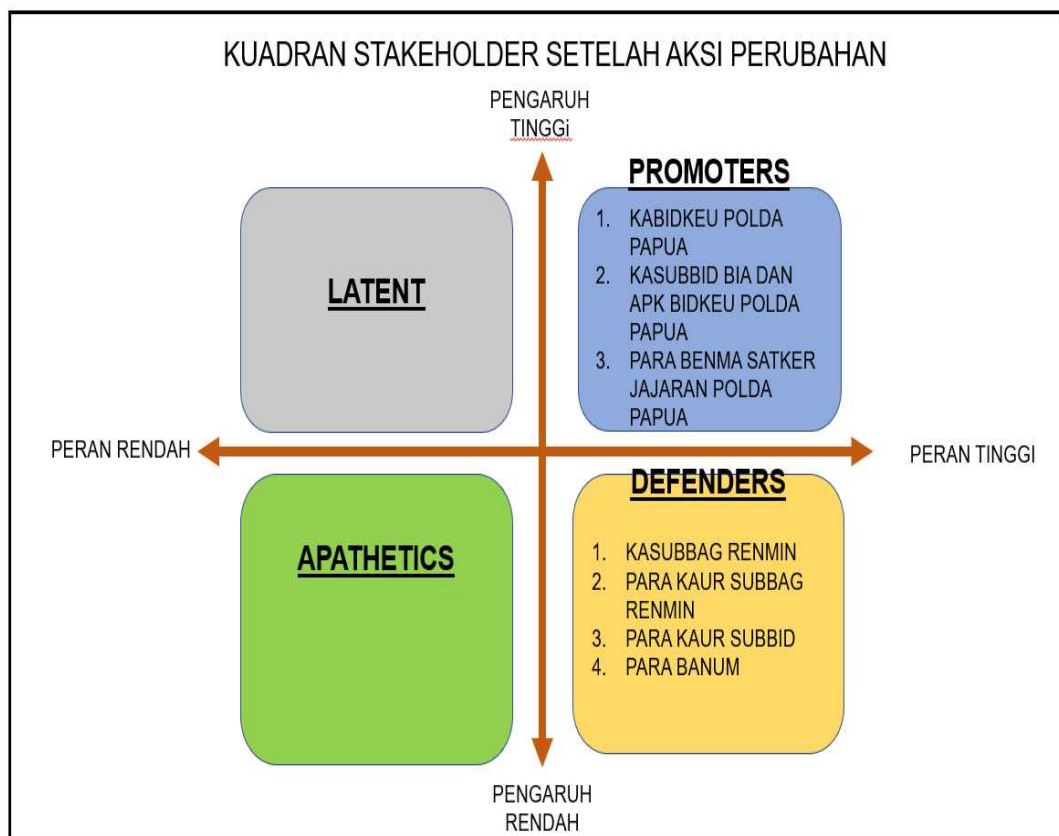 KUADRAN STAKEHOLDER SETELAH AKSI PERUBAHAN
PENGARUH
TINGGi
PROMOTERS
1. KABIDKEU POLDA
PAPUA
2. KASUBBID BIA DAN
APK BIDKEU POLDA
PAPUA
3. PARA BENMA SATKER
JAJARAN POLDA
PAPUA
LATENT
PERAN RENDAH
PERAN TINGGI
DEFENDERS
1. KASUBBAG RENMIN
2. PARA KAUR SUBBAG
RENMIN
3. PARA KAUR SUBBID
4. PARA BANUM
APATHETICS
PENGARUH
RENDAH